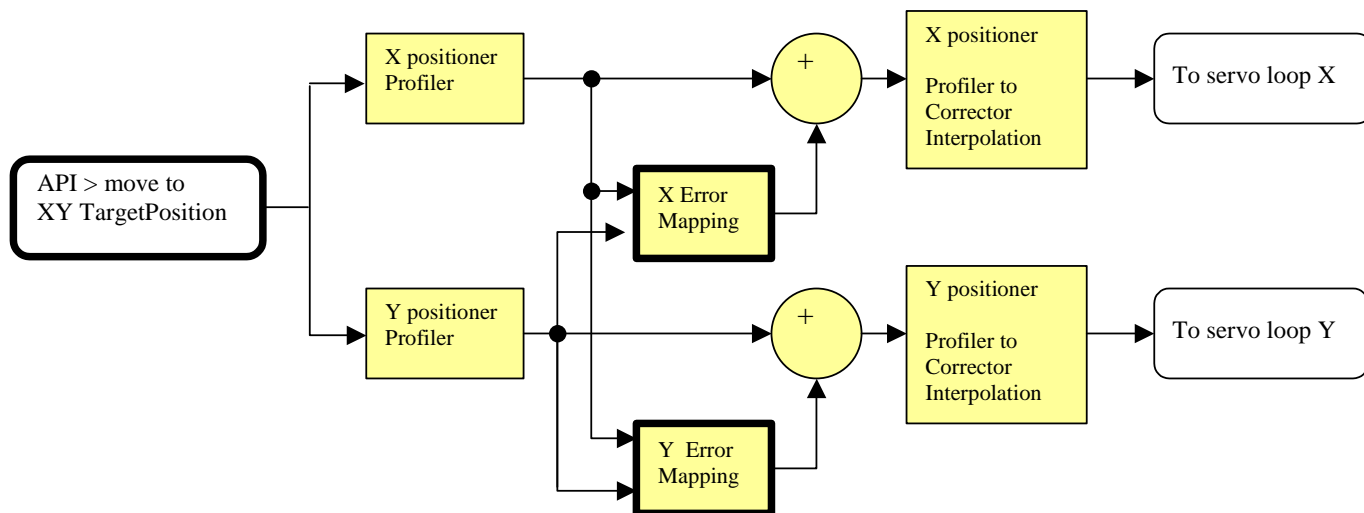 API > move to
XY TargetPosition
X positioner
Profiler
+
X positioner
Profiler to
Corrector
Interpolation
To servo loop X
X Error
Mapping
Y positioner
Profiler
+
Y positioner
Profiler to
Corrector
Interpolation
To servo loop Y
Y Error
Mapping